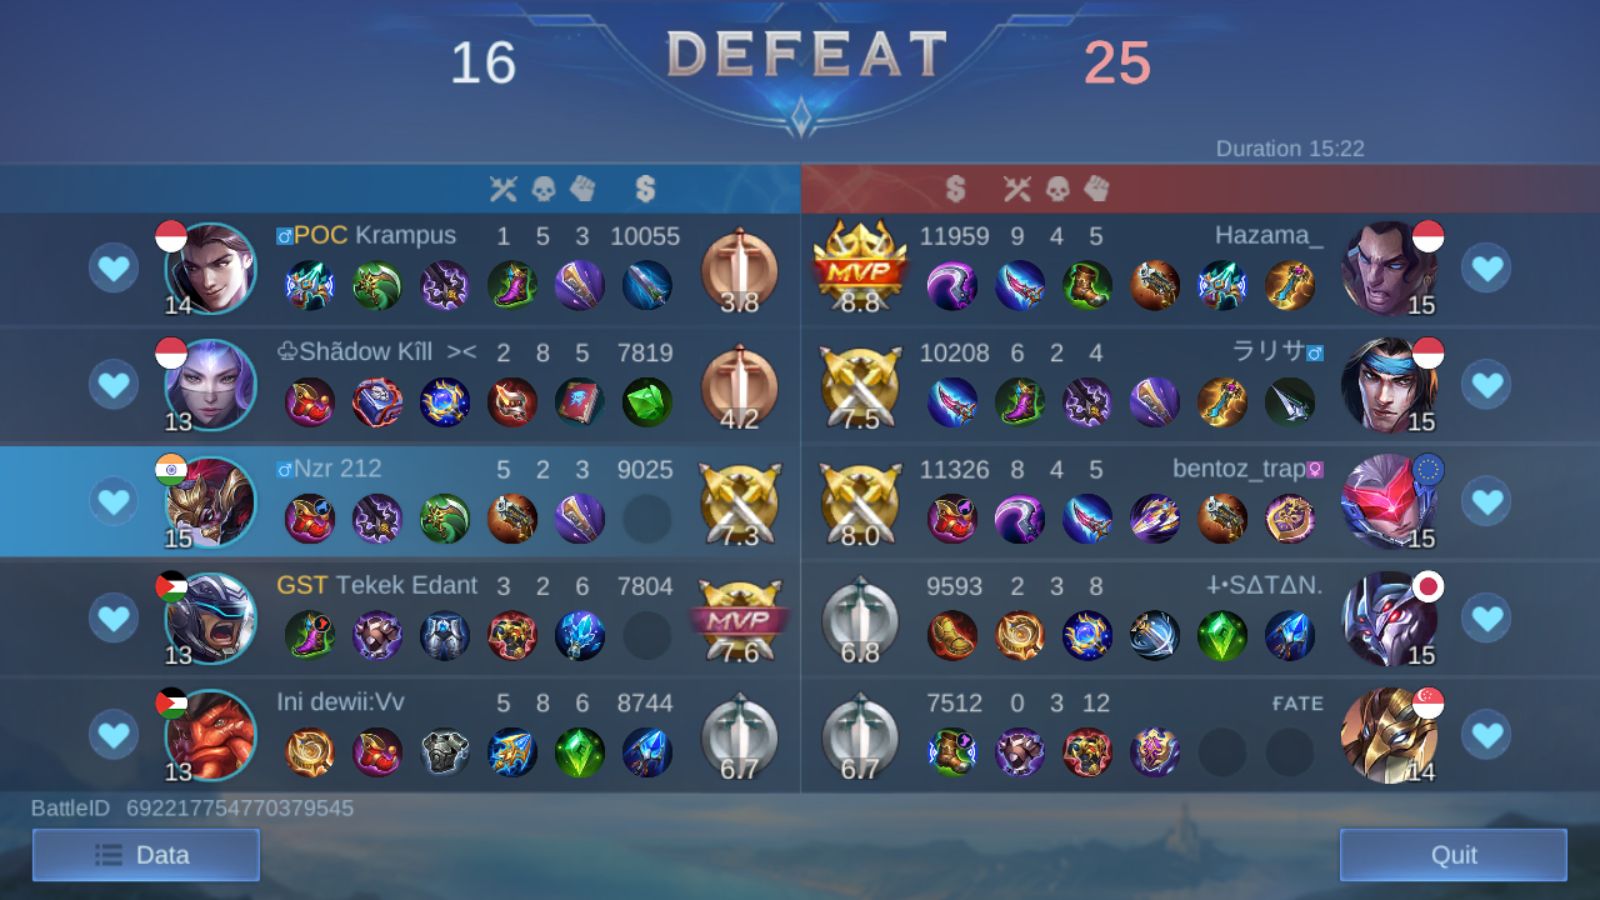 16 DEFEAT 25
Duration 15:22
POC Krampus 1 5 3 10055
14 3.8
MVP 8.8 11959 9 4 5 Hazama_
15
♧Shãdow Kîll >< 2 8 5 7819
13 4.2
7.5 10208 6 2 4 ラリサ
15
Nzr 212 5 2 3 9025
15 7.3
8.0 11326 8 4 5 bentoz_trap
15
GST Tekek Edant 3 2 6 7804
13 MVP 7.6
6.8 9593 2 3 8 ⸸•SΔTΔN.
15
Ini dewii:Vv 5 8 6 8744
13 6.7
6.7 7512 0 3 12 ꜰᴀᴛᴇ
14
BattleID 692217754770379545
Data
Quit